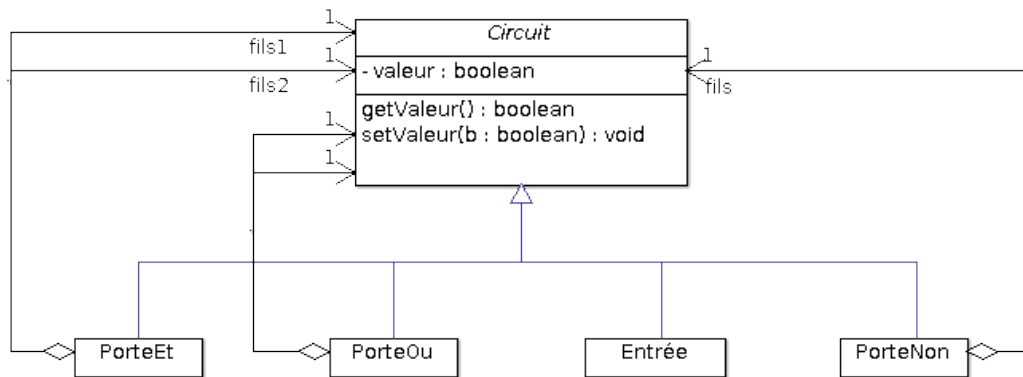 1
Circuit
fils1
1
- valeur : boolean
1
fils2
fils
getValeur() : boolean
1
setValeur(b : boolean) : void
1
PorteEt
PorteOu
Entrée
PorteNon